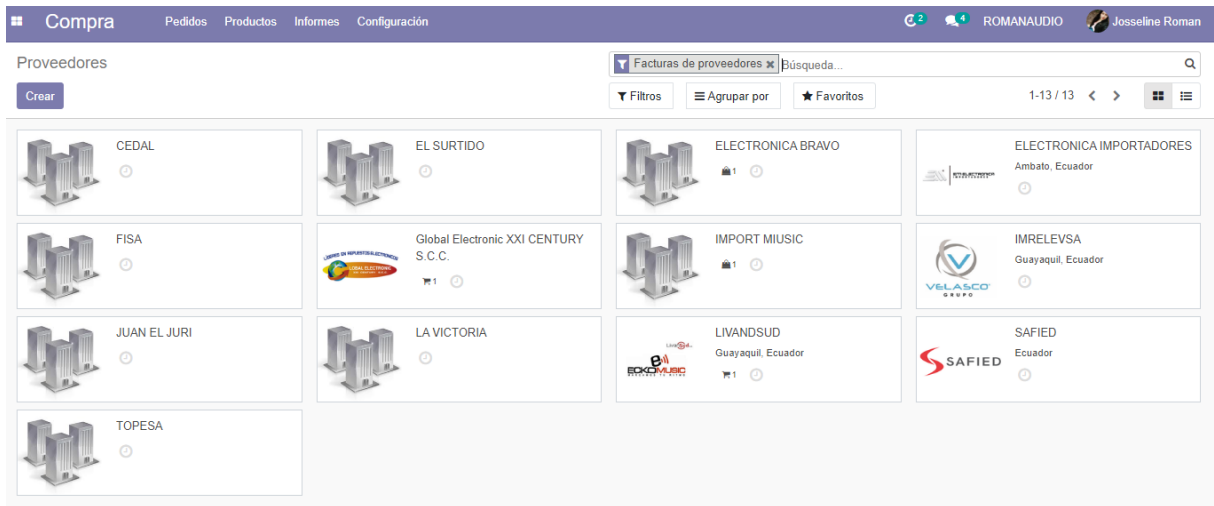 Compra Pedidos Productos Informes Configuración 2 4 ROMANAUDIO Josseline Roman
Proveedores
Facturas de proveedores × Búsqueda...
Crear
Filtros Agrupar por Favoritos 1-13 / 13
CEDAL
EL SURTIDO
ELECTRONICA BRAVO
1
ELECTRONICA IMPORTADORES
Ambato, Ecuador
FISA
Global Electronic XXI CENTURY
S.C.C.
1
GLOBAL ELECTRONIC
IMPORT MIUSIC
1
IMRELEVSA
Guayaquil, Ecuador
VELASCO
GRUPO
JUAN EL JURI
LA VICTORIA
LIVANDSUD
Guayaquil, Ecuador
1
ECKOMUSIC
SAFIED
Ecuador
SAFIED
TOPESA